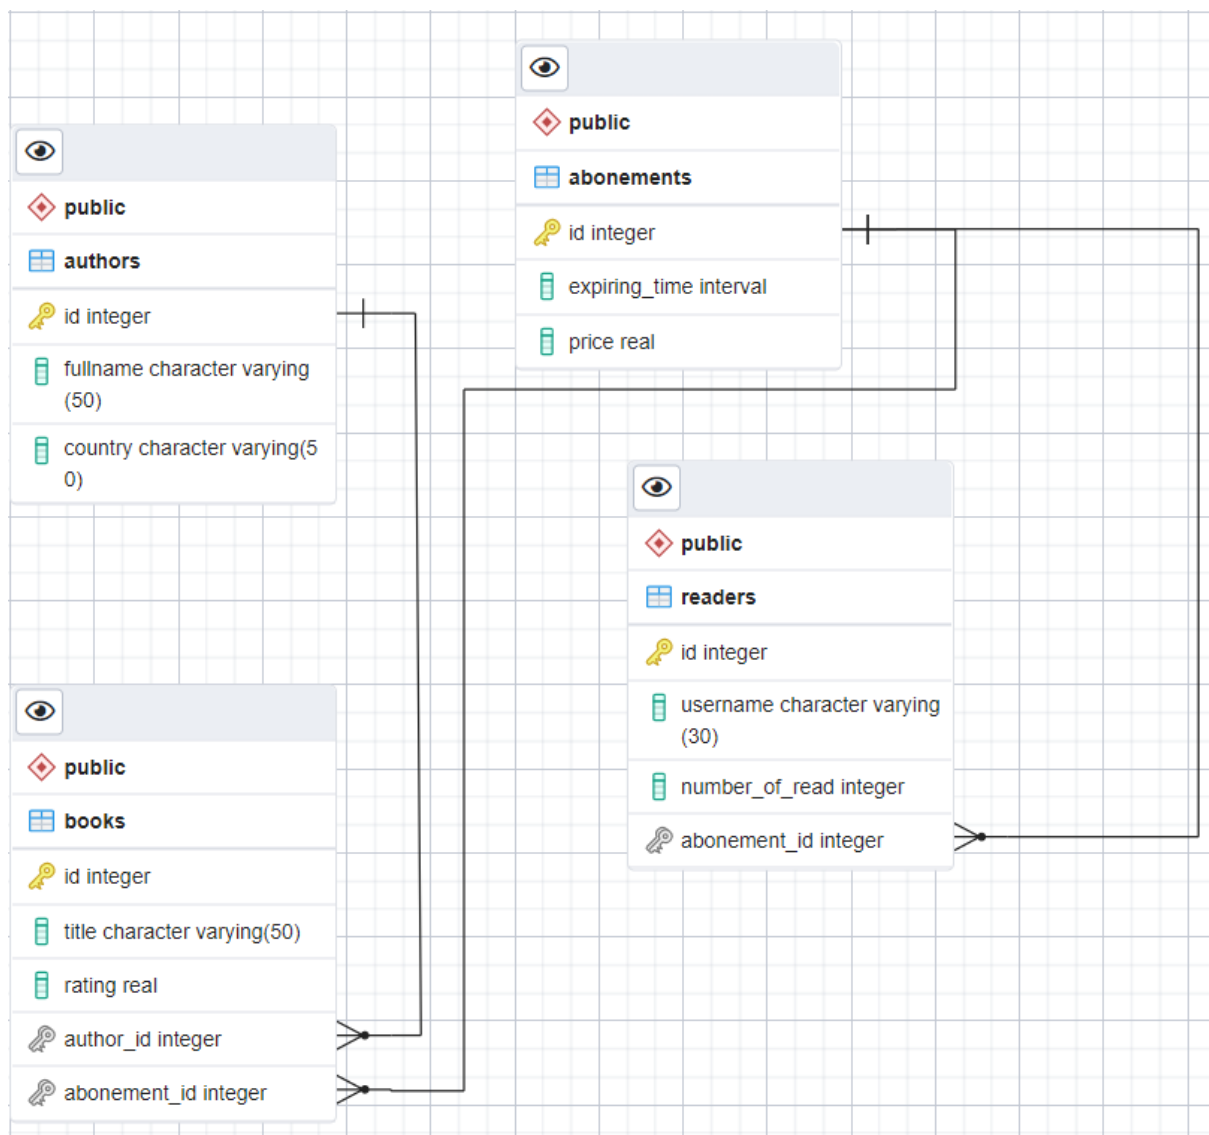 public
authors
id integer
fullname character varying
(50)
country character varying(5
0)
public
abonements
id integer
expiring_time interval
price real
public
readers
id integer
username character varying
(30)
number_of_read integer
abonement_id integer
public
books
id integer
title character varying(50)
rating real
author_id integer
abonement_id integer